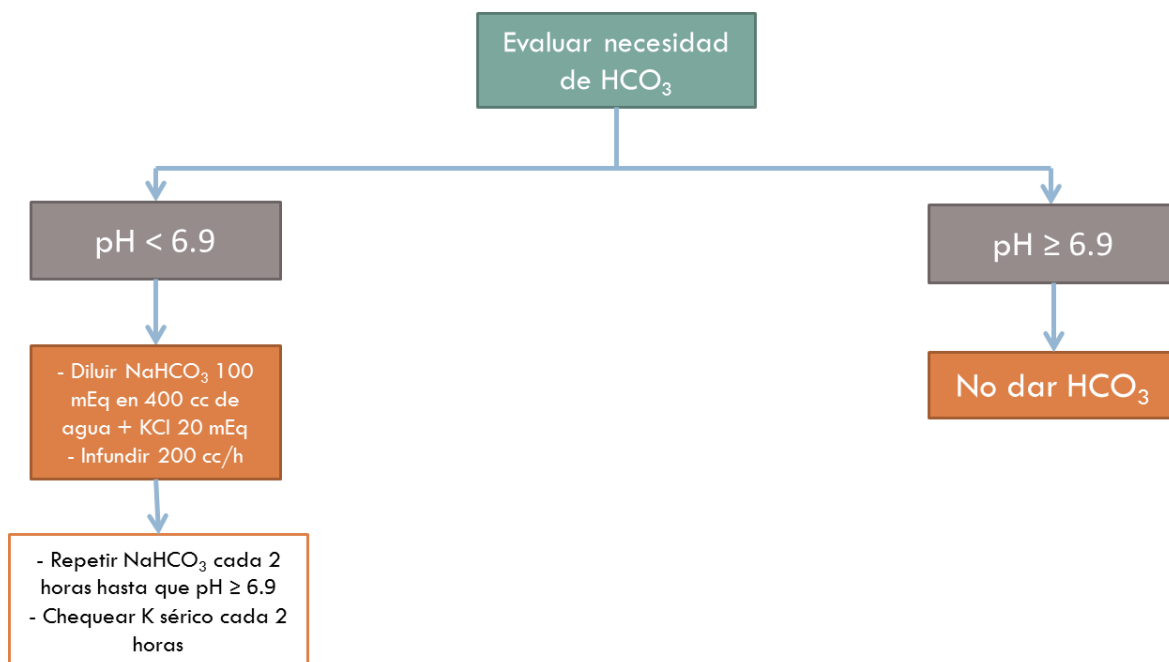 Evaluar necesidad
de HCO₃
pH < 6.9
pH ≥ 6.9
- Diluir NaHCO₃ 100
mEq en 400 cc de
agua + KCl 20 mEq
- Infundir 200 cc/h
No dar HCO₃
- Repetir NaHCO₃ cada 2
horas hasta que pH ≥ 6.9
- Chequear K sérico cada 2
horas